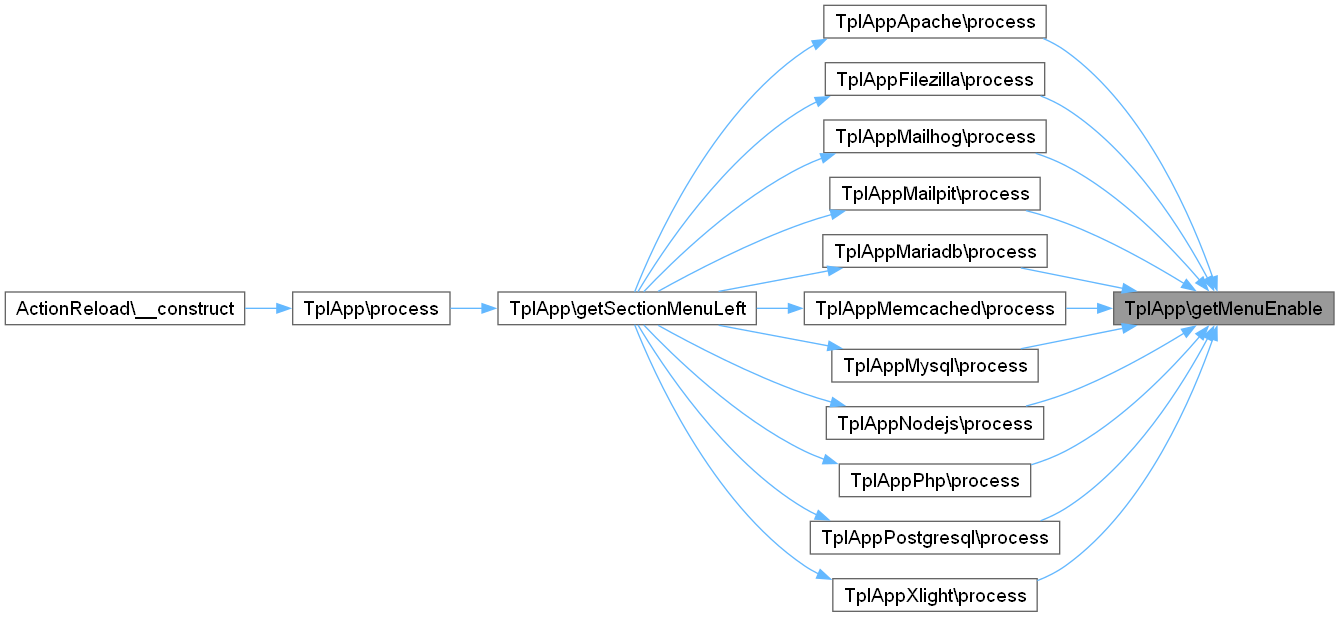 TplAppApache\process
TplAppFilezilla\process
TplAppMailhog\process
TplAppMailpit\process
TplAppMariadb\process
ActionReload\__construct
TplApp\process
TplApp\getSectionMenuLeft
TplAppMemcached\process
TplApp\getMenuEnable
TplAppMysql\process
TplAppNodejs\process
TplAppPhp\process
TplAppPostgresql\process
TplAppXlight\process